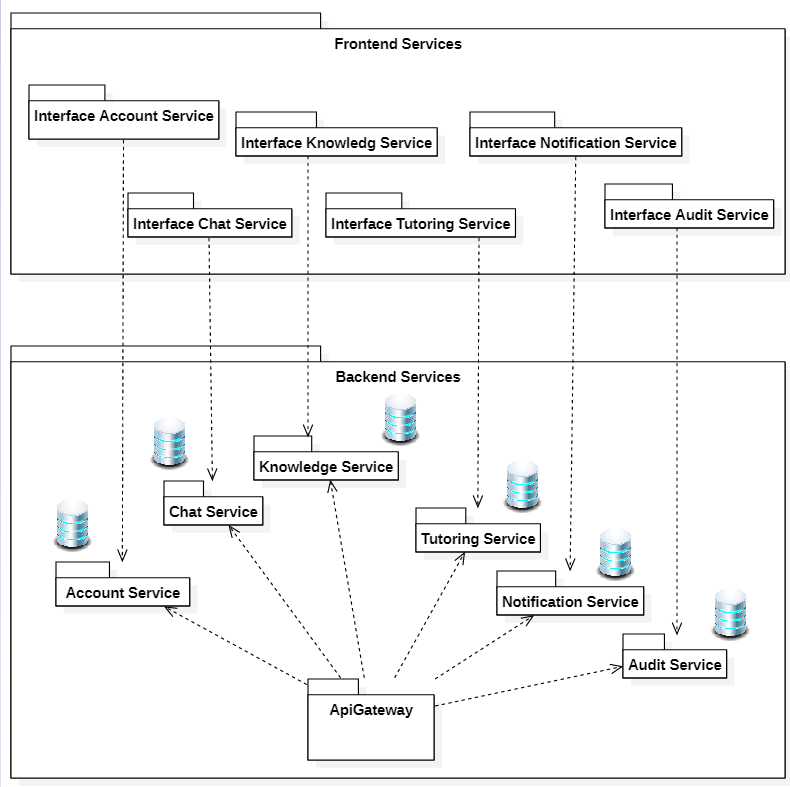 Frontend Services
Interface Account Service
Interface Knowledg Service
Interface Notification Service
Interface Chat Service
Interface Tutoring Service
Interface Audit Service
Backend Services
Knowledge Service
Chat Service
Tutoring Service
Account Service
Notification Service
Audit Service
ApiGateway